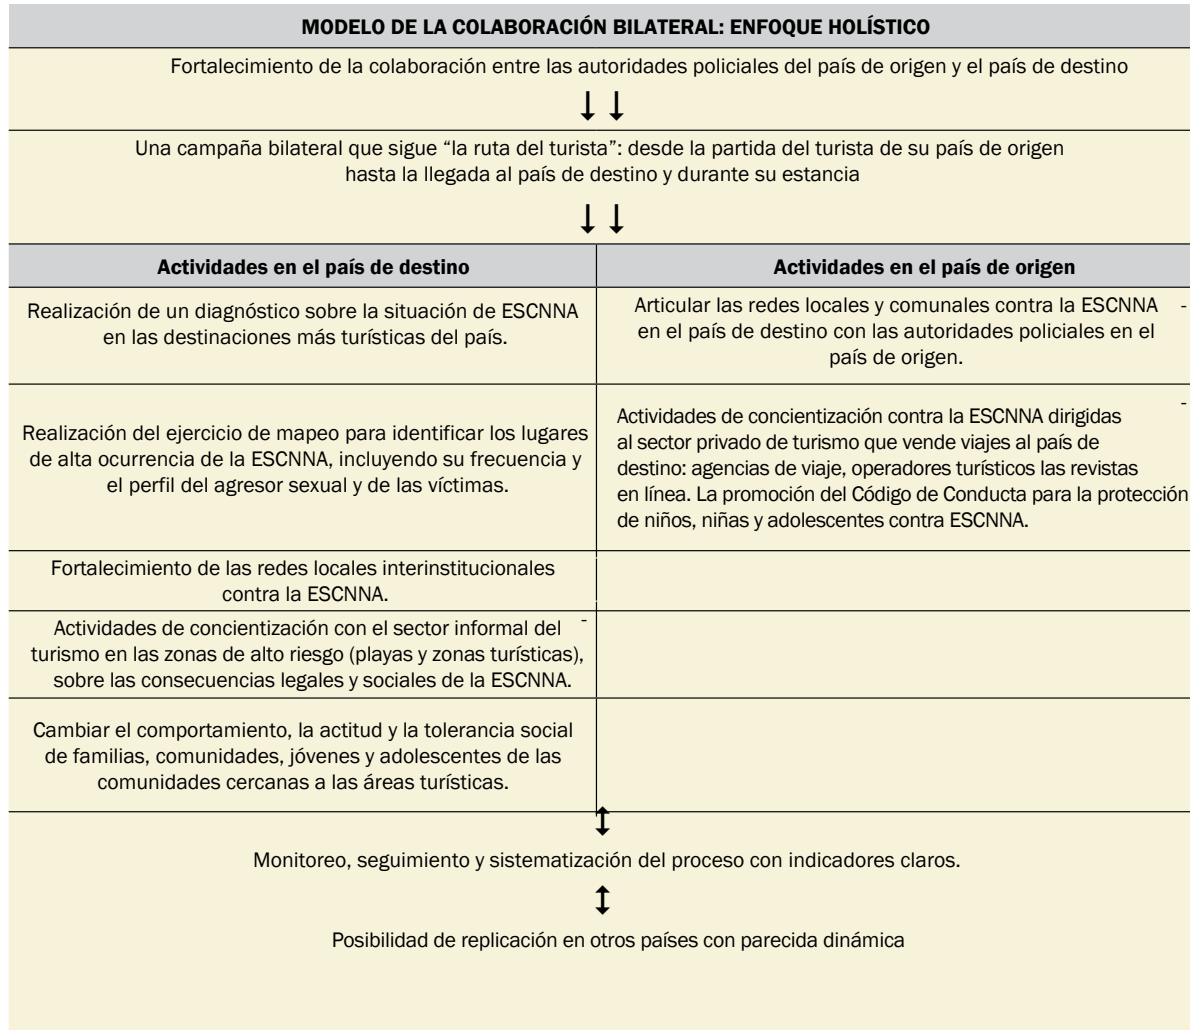 MODELO DE LA COLABORACIÓN BILATERAL: ENFOQUE HOLÍSTICO
Fortalecimiento de la colaboración entre las autoridades policiales del país de origen y el país de destino
Una campaña bilateral que sigue “la ruta del turista”: desde la partida del turista de su país de origen
hasta la llegada al país de destino y durante su estancia
Actividades en el país de destino
Actividades en el país de origen
Realización de un diagnóstico sobre la situación de ESCNNA
en las destinaciones más turísticas del país.
Articular las redes locales y comunales contra la ESCNNA -
en el país de destino con las autoridades policiales en el
país de origen.
Realización del ejercicio de mapeo para identificar los lugares
de alta ocurrencia de la ESCNNA, incluyendo su frecuencia y
el perfil del agresor sexual y de las víctimas.
-
Actividades de concientización contra la ESCNNA dirigidas
al sector privado de turismo que vende viajes al país de
destino: agencias de viaje, operadores turísticos las revistas
en línea. La promoción del Código de Conducta para la protección
de niños, niñas y adolescentes contra ESCNNA.
Fortalecimiento de las redes locales interinstitucionales
contra la ESCNNA.
Actividades de concientización con el sector informal del -
turismo en las zonas de alto riesgo (playas y zonas turísticas),
sobre las consecuencias legales y sociales de la ESCNNA.
Cambiar el comportamiento, la actitud y la tolerancia social
de familias, comunidades, jóvenes y adolescentes de las
comunidades cercanas a las áreas turísticas.
Monitoreo, seguimiento y sistematización del proceso con indicadores claros.
Posibilidad de replicación en otros países con parecida dinámica